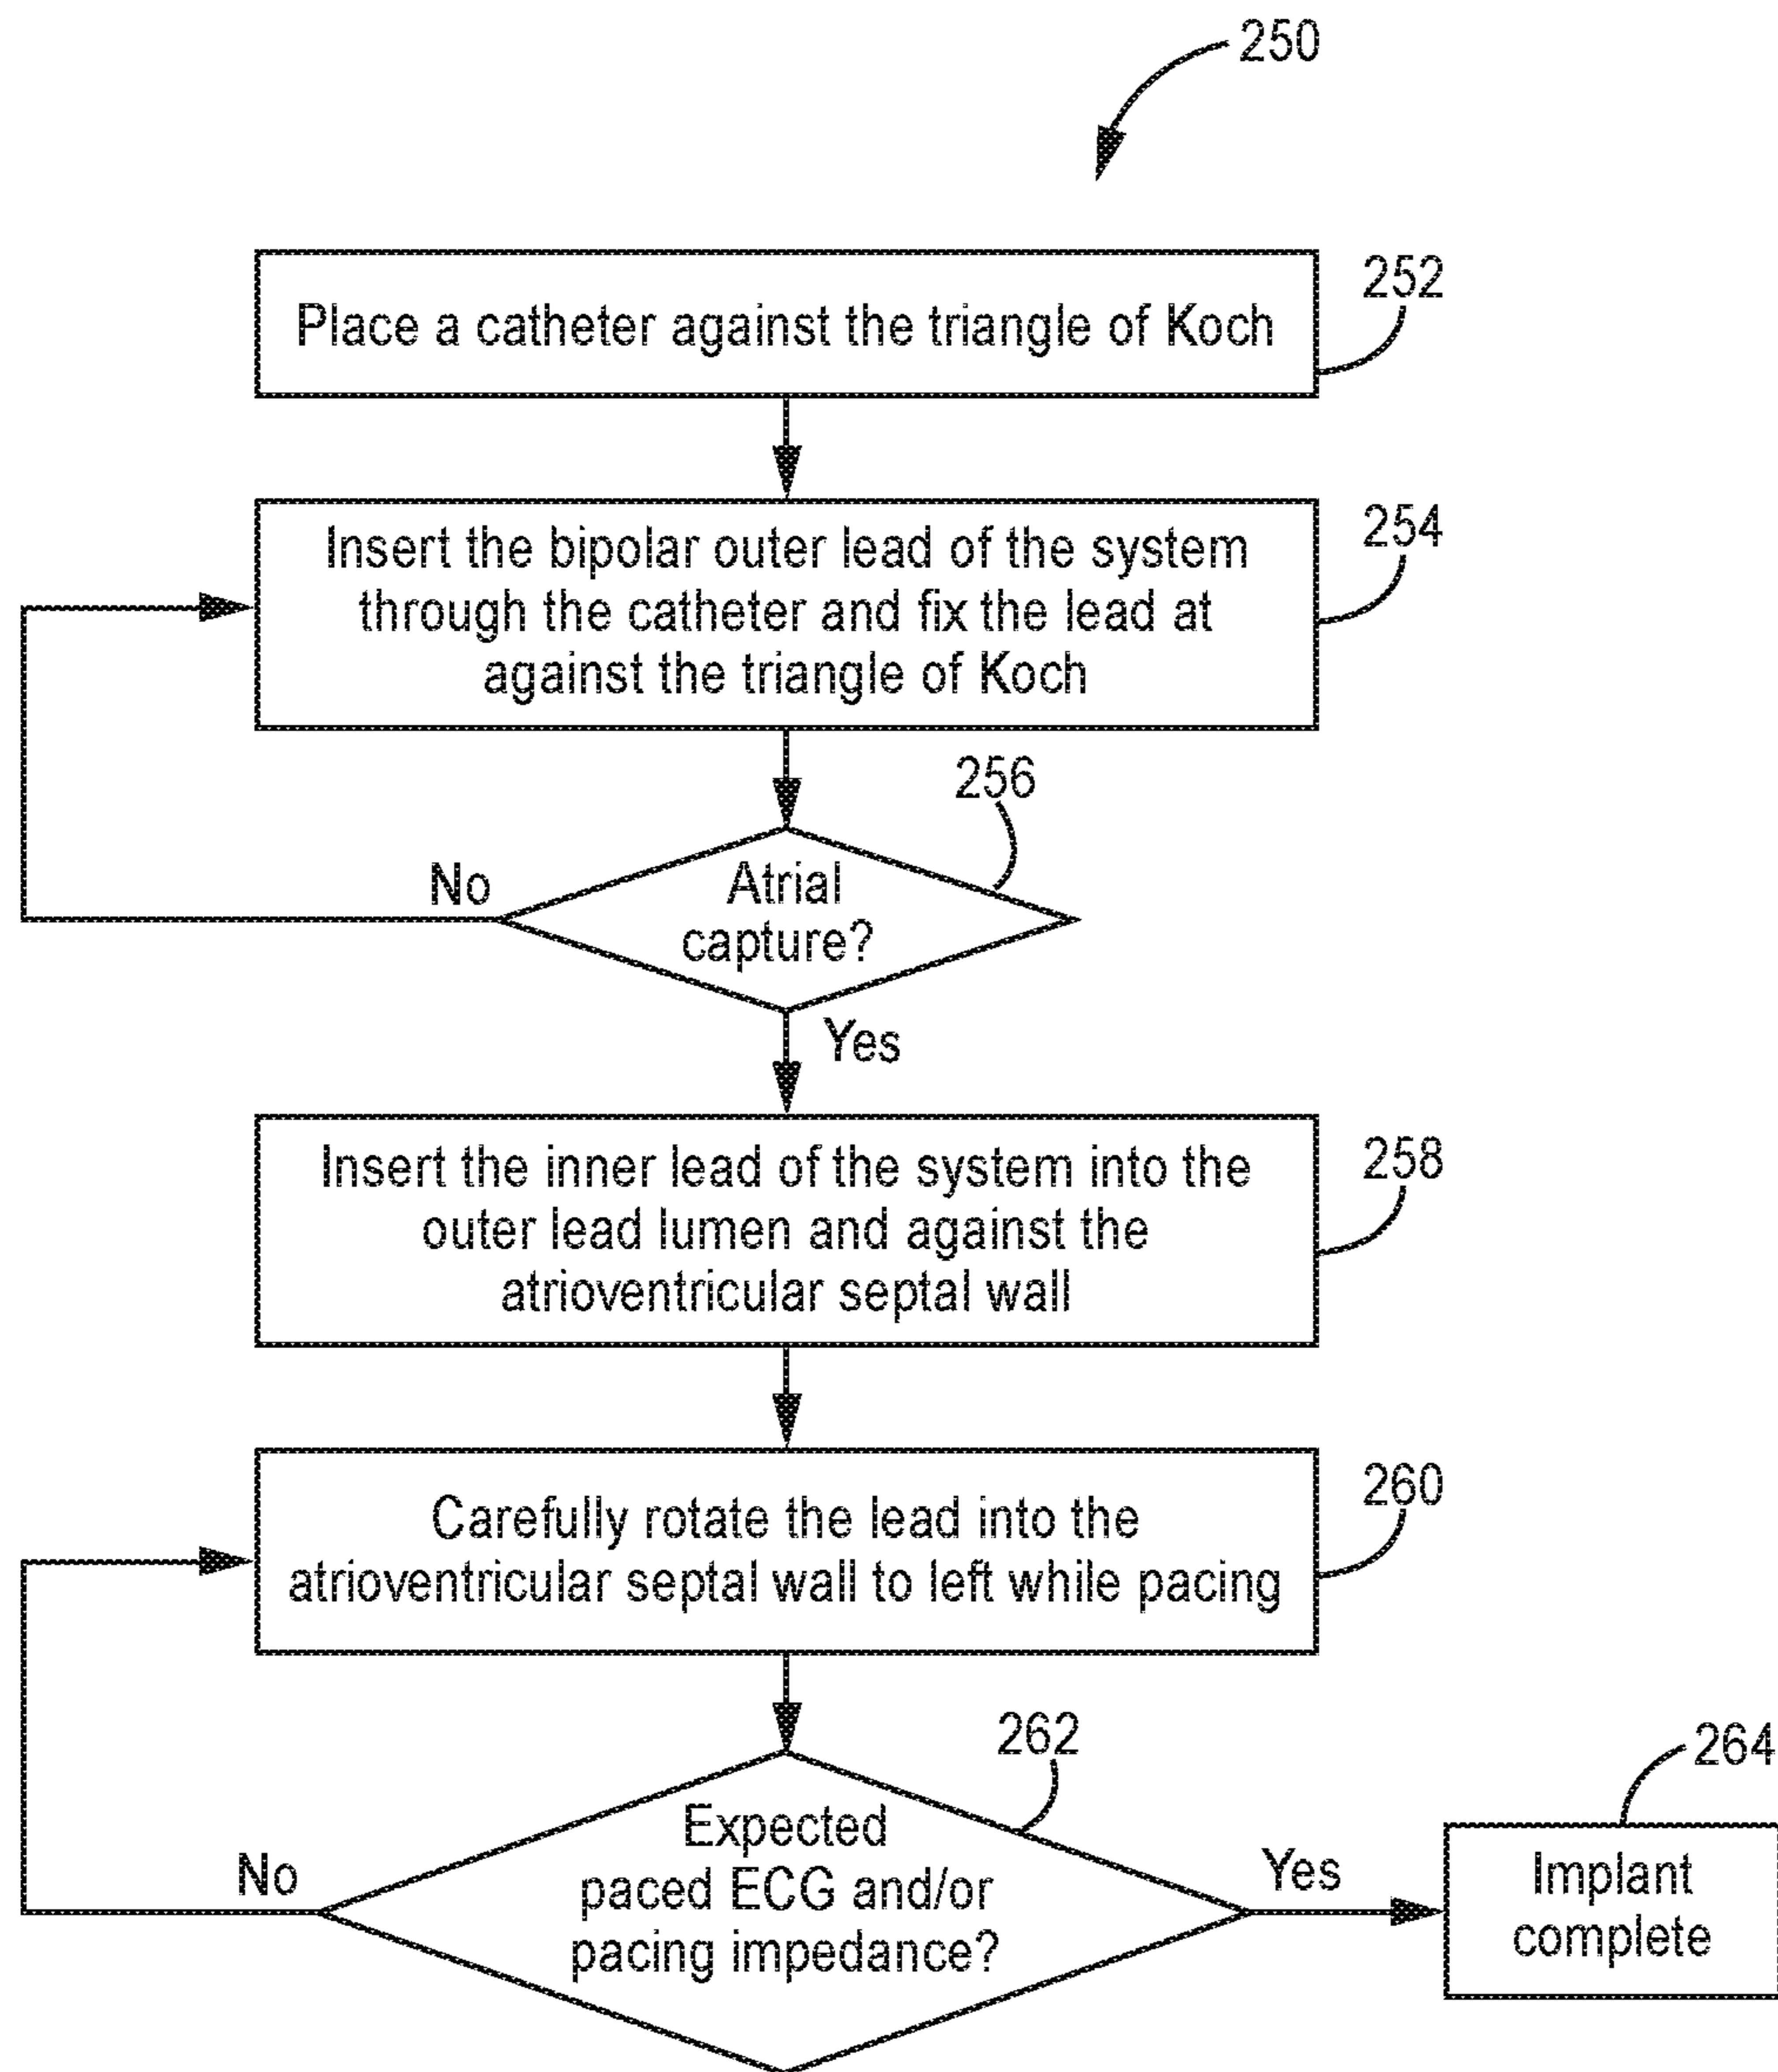 250
Place a catheter against the triangle of Koch
252
Insert the bipolar outer lead of the system
through the catheter and fix the lead at
against the triangle of Koch
254
256
Atrial
capture?
No
Yes
Insert the inner lead of the system into the
outer lead lumen and against the
atrioventricular septal wall
258
Carefully rotate the lead into the
atrioventricular septal wall to left while pacing
260
262
Expected
paced ECG and/or
pacing impedance?
No
Yes
264
Implant
complete